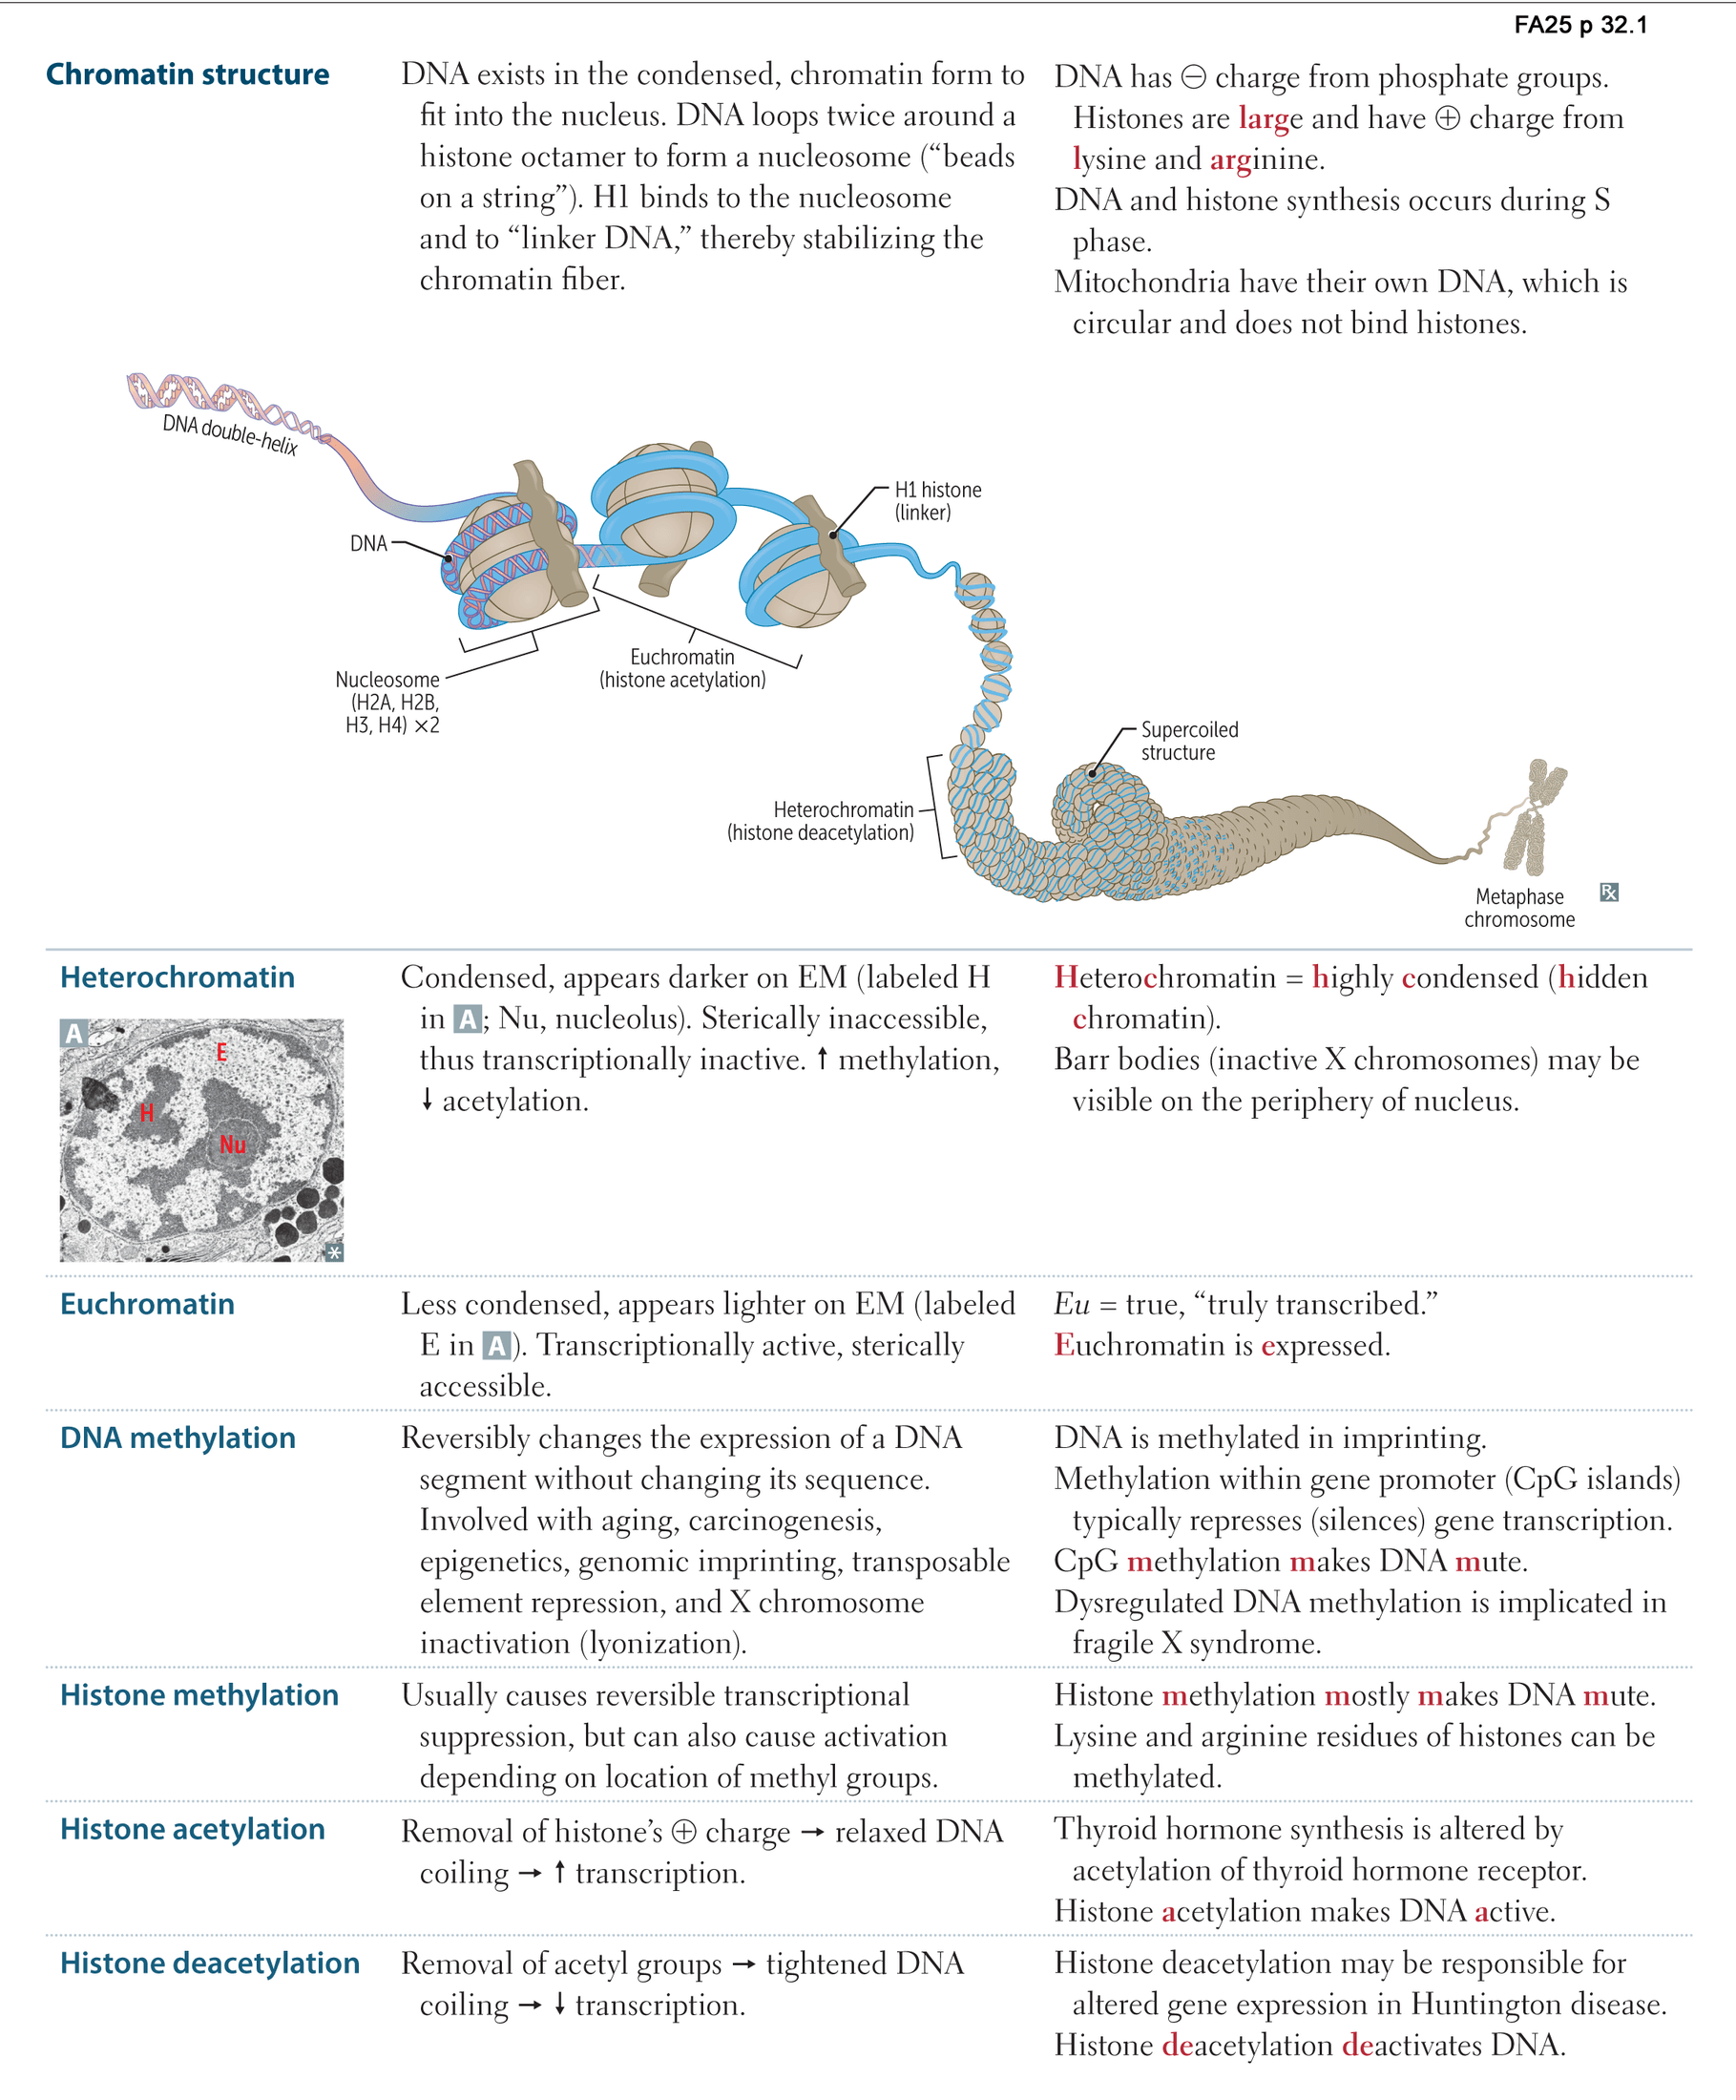 FA25 p 32.1
Chromatin structure
DNA exists in the condensed, chromatin form to
fit into the nucleus. DNA loops twice around a
histone octamer to form a nucleosome (“beads
on a string”). H1 binds to the nucleosome
and to “linker DNA,” thereby stabilizing the
chromatin fiber.
DNA has ⊖ charge from phosphate groups.
Histones are large and have ⊕ charge from
lysine and arginine.
DNA and histone synthesis occurs during S
phase.
Mitochondria have their own DNA, which is
circular and does not bind histones.
DNA double-helix
DNA
H1 histone
(linker)
Nucleosome
(H2A, H2B,
H3, H4) ×2
Euchromatin
(histone acetylation)
Supercoiled
structure
Heterochromatin
(histone deacetylation)
Metaphase
chromosome
Rx
Heterochromatin
A
E
H
Nu
*
Condensed, appears darker on EM (labeled H
in A; Nu, nucleolus). Sterically inaccessible,
thus transcriptionally inactive. ↑ methylation,
↓ acetylation.
Heterochromatin = highly condensed (hidden
chromatin).
Barr bodies (inactive X chromosomes) may be
visible on the periphery of nucleus.
Euchromatin
Less condensed, appears lighter on EM (labeled
E in A). Transcriptionally active, sterically
accessible.
Eu = true, “truly transcribed.”
Euchromatin is expressed.
DNA methylation
Reversibly changes the expression of a DNA
segment without changing its sequence.
Involved with aging, carcinogenesis,
epigenetics, genomic imprinting, transposable
element repression, and X chromosome
inactivation (lyonization).
DNA is methylated in imprinting.
Methylation within gene promoter (CpG islands)
typically represses (silences) gene transcription.
CpG methylation makes DNA mute.
Dysregulated DNA methylation is implicated in
fragile X syndrome.
Histone methylation
Usually causes reversible transcriptional
suppression, but can also cause activation
depending on location of methyl groups.
Histone methylation mostly makes DNA mute.
Lysine and arginine residues of histones can be
methylated.
Histone acetylation
Removal of histone’s ⊕ charge → relaxed DNA
coiling → ↑ transcription.
Thyroid hormone synthesis is altered by
acetylation of thyroid hormone receptor.
Histone acetylation makes DNA active.
Histone deacetylation
Removal of acetyl groups → tightened DNA
coiling → ↓ transcription.
Histone deacetylation may be responsible for
altered gene expression in Huntington disease.
Histone deacetylation deactivates DNA.